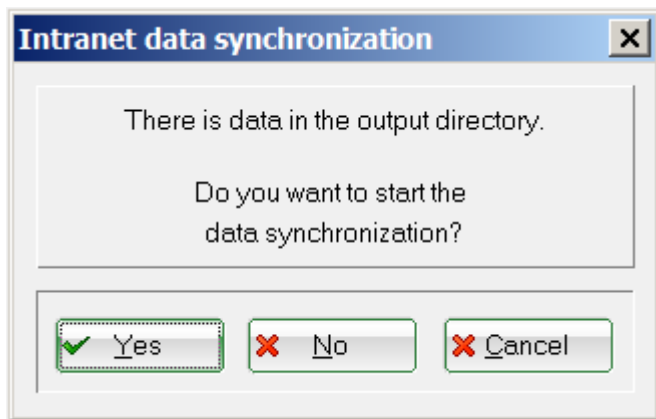 Intranet data synchronization
There is data in the output directory.
Do you want to start the
data synchronization?
Yes No Cancel